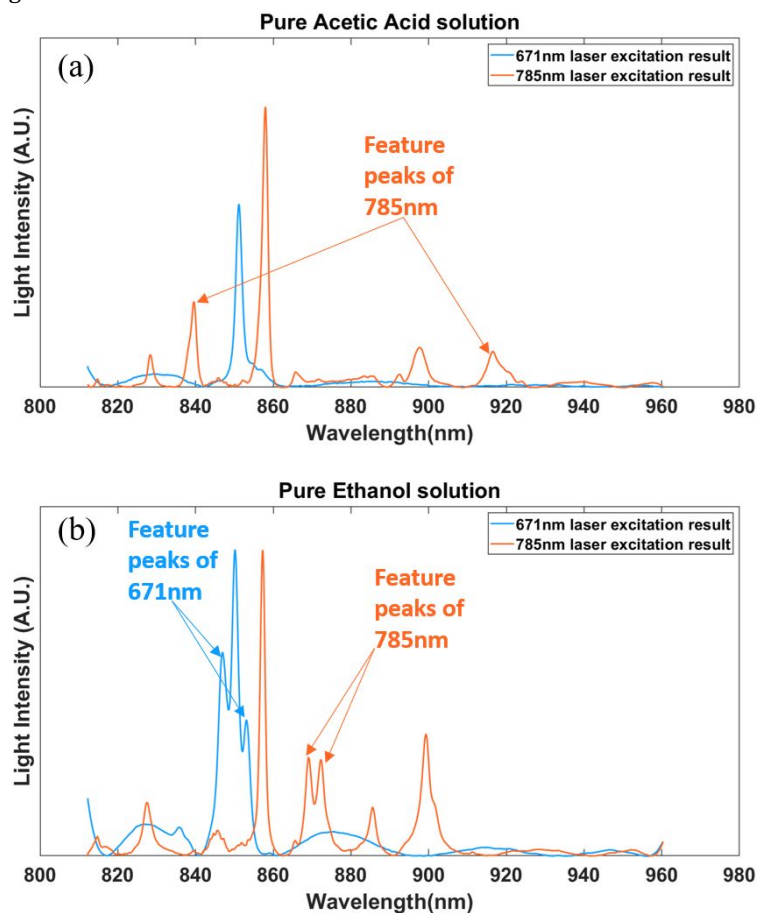 Pure Acetic Acid solution
(a)
671nm laser excitation result
785nm laser excitation result
Feature
peaks of
785nm
Light Intensity (A.U.)
800 820 840 860 880 900 920 940 960 980
Wavelength(nm)
Pure Ethanol solution
(b)
671nm laser excitation result
785nm laser excitation result
Feature
peaks of
671nm
Feature
peaks of
785nm
Light Intensity (A.U.)
800 820 840 860 880 900 920 940 960 980
Wavelength(nm)